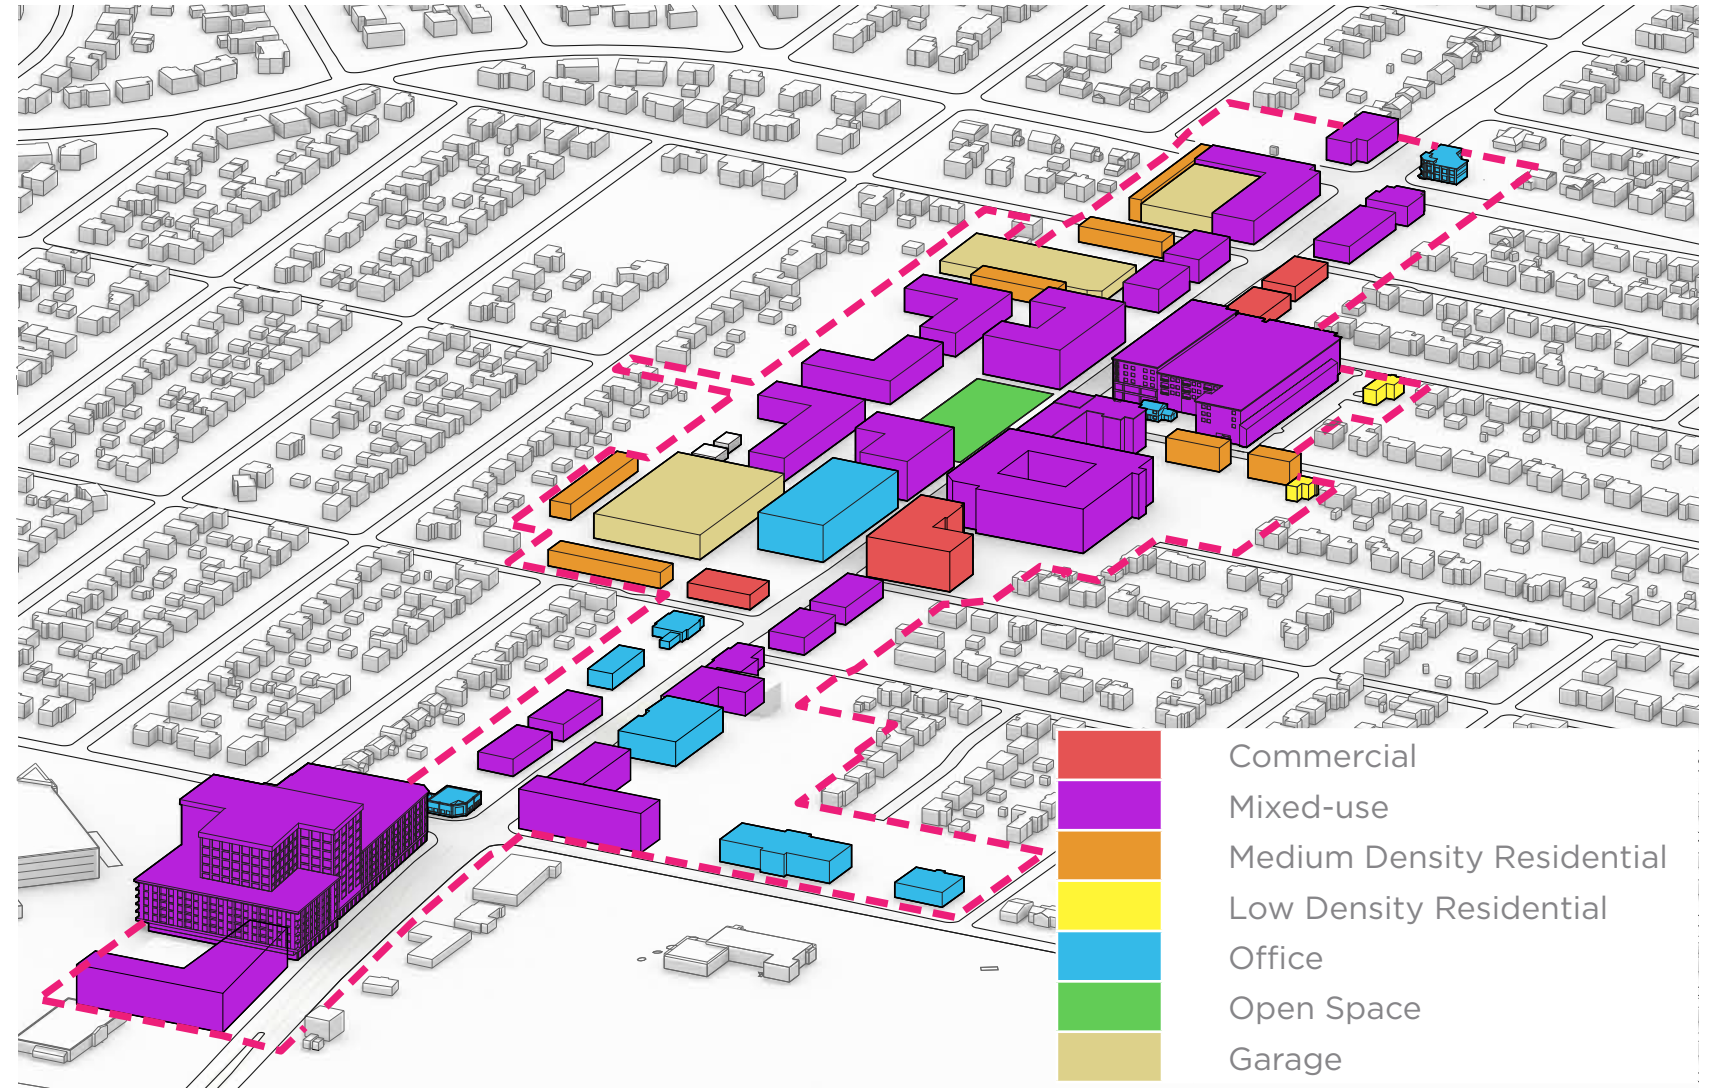 Commercial
Mixed-use
Medium Density Residential
Low Density Residential
Office
Open Space
Garage